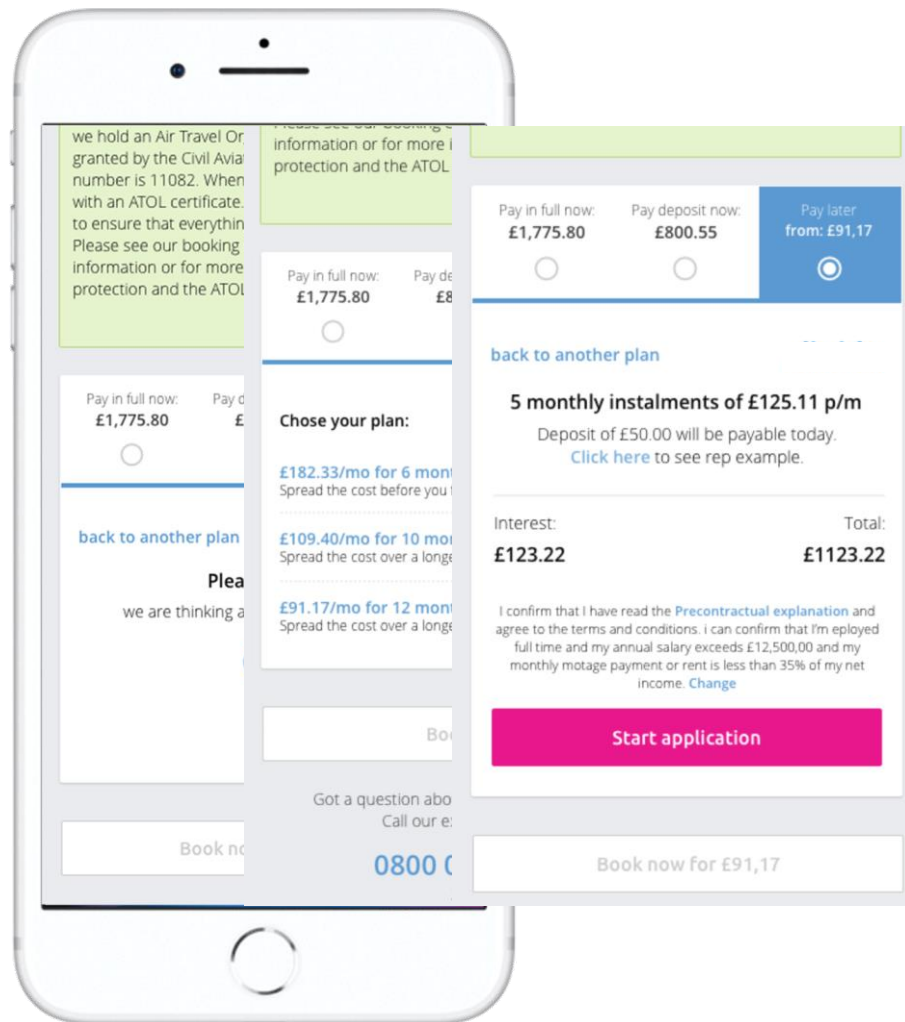 we hold an Air Travel Or
granted by the Civil Avia
number is 11082. When
with an ATOL certificate.
to ensure that everythin
Please see our booking
information or for more
protection and the ATOL
Pay in full now:
£1,775.80
Pay d
£
back to another plan
Plea
we are thinking a
Book no
information or for more i
protection and the ATOL
Pay in full now:
£1,775.80
Pay de
£8
Chose your plan:
£182.33/mo for 6 mont
Spread the cost before you
£109.40/mo for 10 mo
Spread the cost over a longe
£91.17/mo for 12 mont
Spread the cost over a longe
Boo
Got a question abo
Call our e
0800 0
Pay in full now:
£1,775.80
Pay deposit now:
£800.55
Pay later
from: £91,17
back to another plan
5 monthly instalments of £125.11 p/m
Deposit of £50.00 will be payable today.
Click here to see rep example.
Interest: Total:
£123.22 £1123.22
I confirm that I have read the Precontractual explanation and
agree to the terms and conditions. i can confirm that I'm eployed
full time and my annual salary exceeds £12,500,00 and my
monthly motage payment or rent is less than 35% of my net
income. Change
Start application
Book now for £91,17